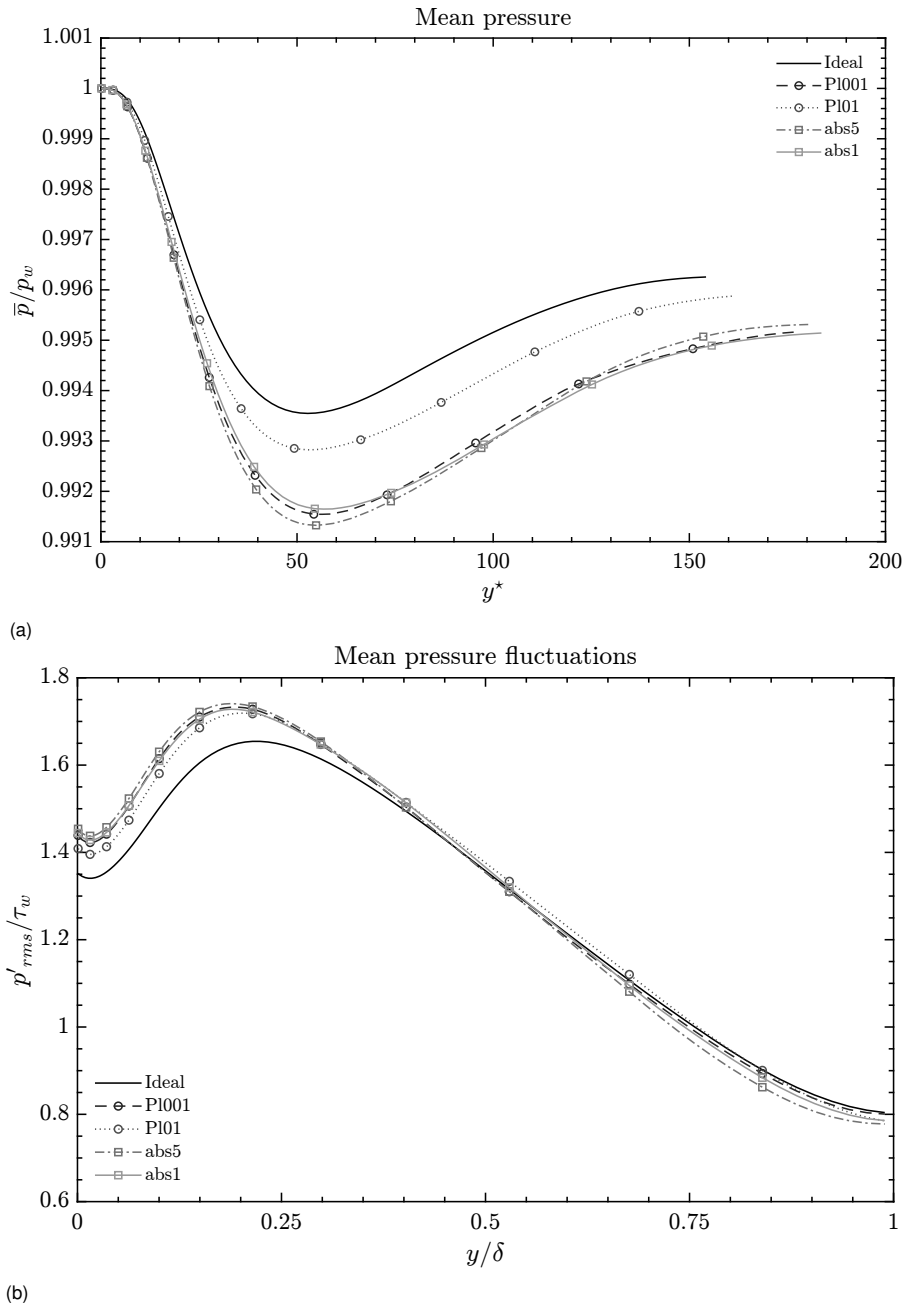 Mean pressure
1.001
1
0.999
0.998
0.997
0.996
0.995
0.994
0.993
0.992
0.991
p̅/p_w
Ideal
Pl001
Pl01
abs5
abs1
0 50 100 150 200
y⋆
(a)
Mean pressure fluctuations
1.8
1.6
1.4
1.2
1
0.8
0.6
p'_rms/τ_w
Ideal
Pl001
Pl01
abs5
abs1
0 0.25 0.5 0.75 1
y/δ
(b)